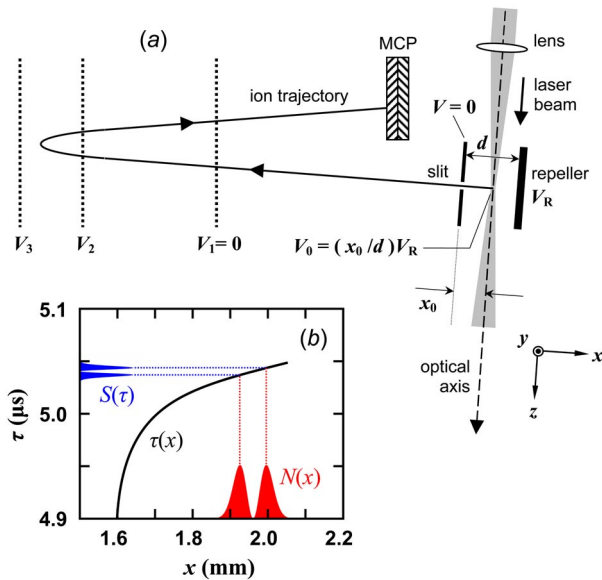 (a)
MCP
lens
ion trajectory
laser
beam
V = 0
d
slit
repeller
V_R
V_3
V_2
V_1 = 0
V_0 = (x_0/d)V_R
x_0
y
x
z
optical
axis
(b)
5.1
5.0
4.9
τ (μs)
S(τ)
τ(x)
N(x)
1.6
1.8
2.0
2.2
x (mm)